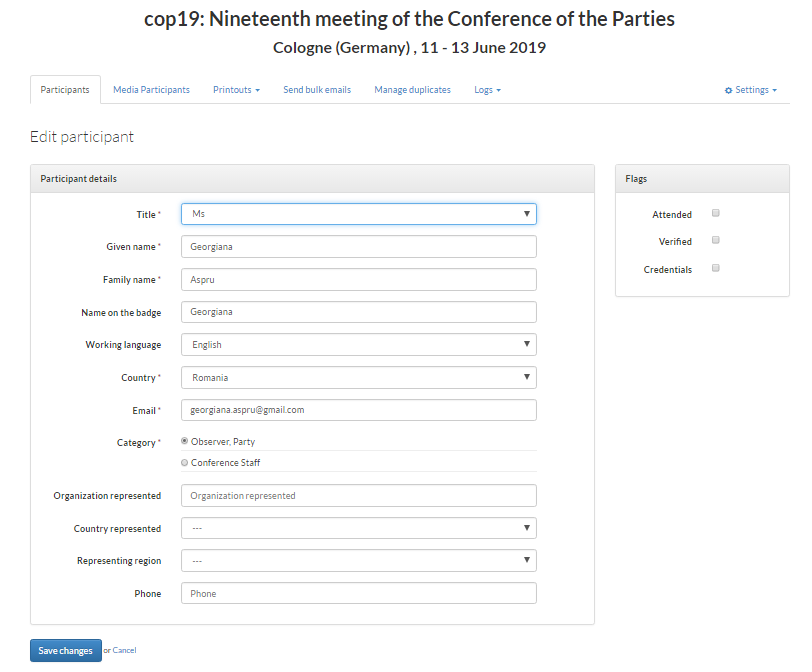 cop19: Nineteenth meeting of the Conference of the Parties
Cologne (Germany) , 11 - 13 June 2019
Participants Media Participants Printouts Send bulk emails Manage duplicates Logs Settings
Edit participant
Participant details
Title * Ms
Given name * Georgiana
Family name * Aspru
Name on the badge Georgiana
Working language English
Country * Romania
Email * georgiana.aspru@gmail.com
Category * Observer, Party
Conference Staff
Organization represented Organization represented
Country represented ---
Representing region ---
Phone Phone
Save changes or Cancel
Flags
Attended
Verified
Credentials